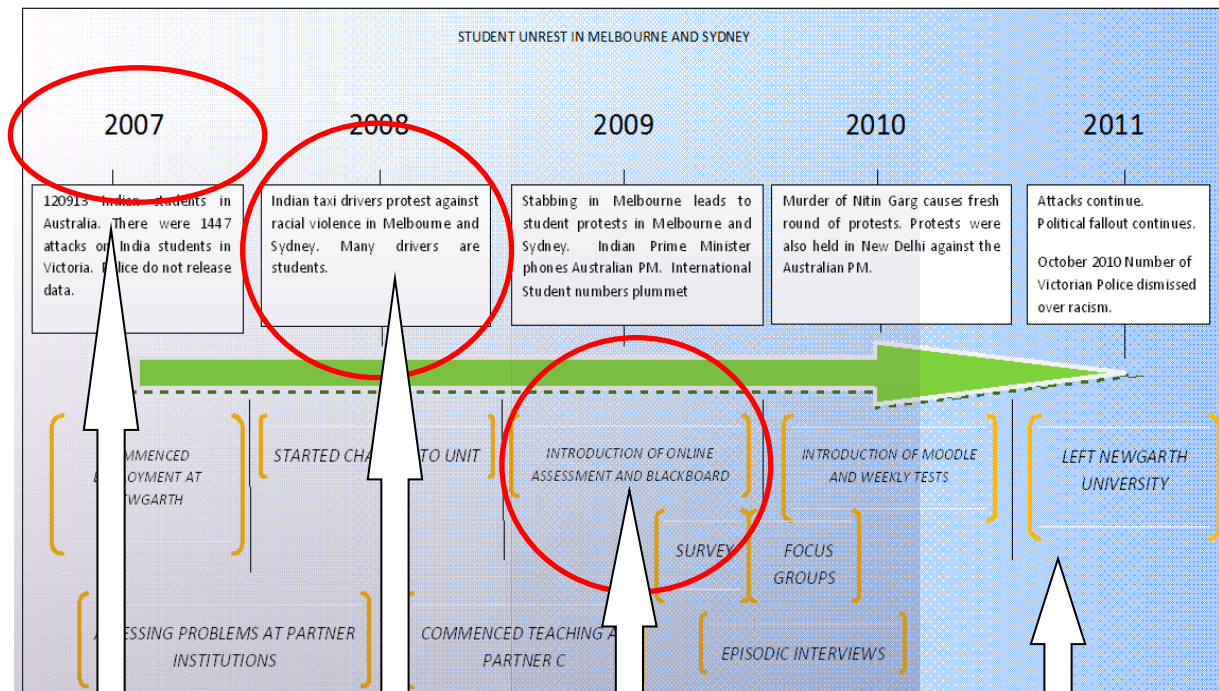 STUDENT UNREST IN MELBOURNE AND SYDNEY
2007
2008
2009
2010
2011
120913 Indian students in
Australia. There were 1447
attacks on India students in
Victoria. Police do not release
data.
Indian taxi drivers protest against
racial violence in Melbourne and
Sydney. Many drivers are
students.
Stabbing in Melbourne leads to
student protests in Melbourne and
Sydney. Indian Prime Minister
phones Australian PM. International
Student numbers plummet
Murder of Nitin Garg causes fresh
round of protests. Protests were
also held in New Delhi against the
Australian PM.
Attacks continue.
Political fallout continues.
October 2010 Number of
Victorian Police dismissed
over racism.
AT
STARTED TO UNIT
INTRODUCTION OF ONLINE
ASSESSMENT AND BLACKBOARD
INTRODUCTION OF MOODLE
AND WEEKLY TESTS
LEFT NEWGARTH
UNIVERSITY
SURVEY
FOCUS
GROUPS
PROBLEMS AT PARTNER
INSTITUTIONS
COMMENCED TEACHING
PARTNER C
EPISODIC INTERVIEWS